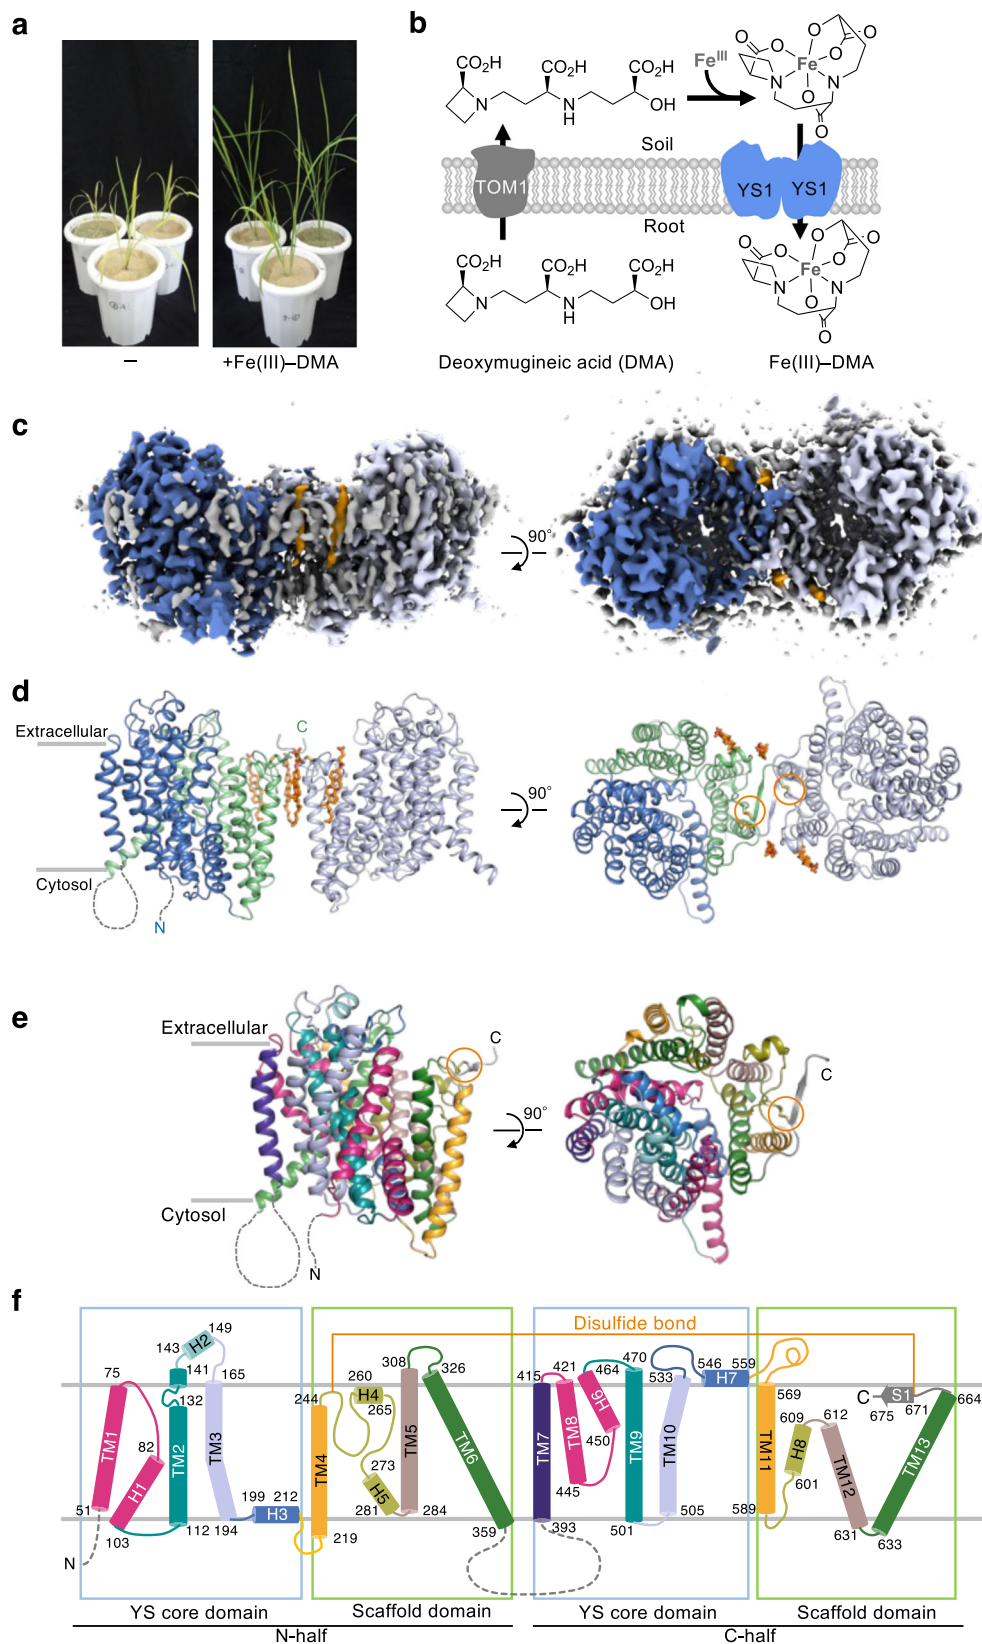 a
−
+Fe(III)–DMA
b
CO₂H CO₂H CO₂H
N N H OH
Fe^III
O O O O Fe N N O O
Soil
TOM1
YS1 YS1
Root
CO₂H CO₂H CO₂H
N N H OH
O O O O Fe N N O O
Deoxymugineic acid (DMA)
Fe(III)–DMA
c
90°
d
Extracellular
C
Cytosol
N
90°
e
Extracellular
C
Cytosol
N
90°
C
f
Disulfide bond
143 H2 149
75 141 165
132
82
TM1 H1 TM2 TM3
51 103 112 194
199 212
H3
N
244 260 308 326
H4
265
273
TM4 H5 TM5 TM6
219 281 284 359
415 421 464 470 533 546 559
H7
TM7 TM8 H6 TM9 TM10
450
445
393 501 505
569 609 612
C S1 664
675 671
TM11 H8 TM12 TM13
601
589 631 633
YS core domain Scaffold domain YS core domain Scaffold domain
N-half C-half